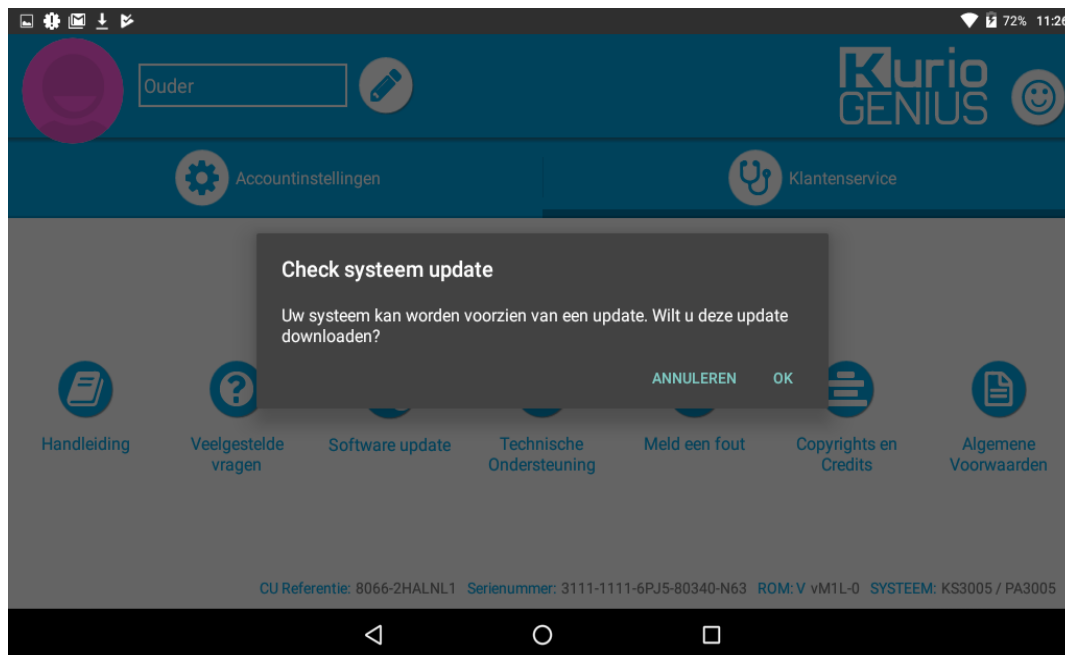 72% 11:26
Ouder
Kurio
GENIUS
Accountinstellingen
Klantenservice
Check systeem update
Uw systeem kan worden voorzien van een update. Wilt u deze update
downloaden?
ANNULEREN OK
Handleiding
Veelgestelde
vragen
Software update
Technische
Ondersteuning
Meld een fout
Copyrights en
Credits
Algemene
Voorwaarden
CU Referentie: 8066-2HALNL1 Serienummer: 3111-1111-6PJ5-80340-N63 ROM: V vM1L-0 SYSTEEM: KS3005 / PA3005